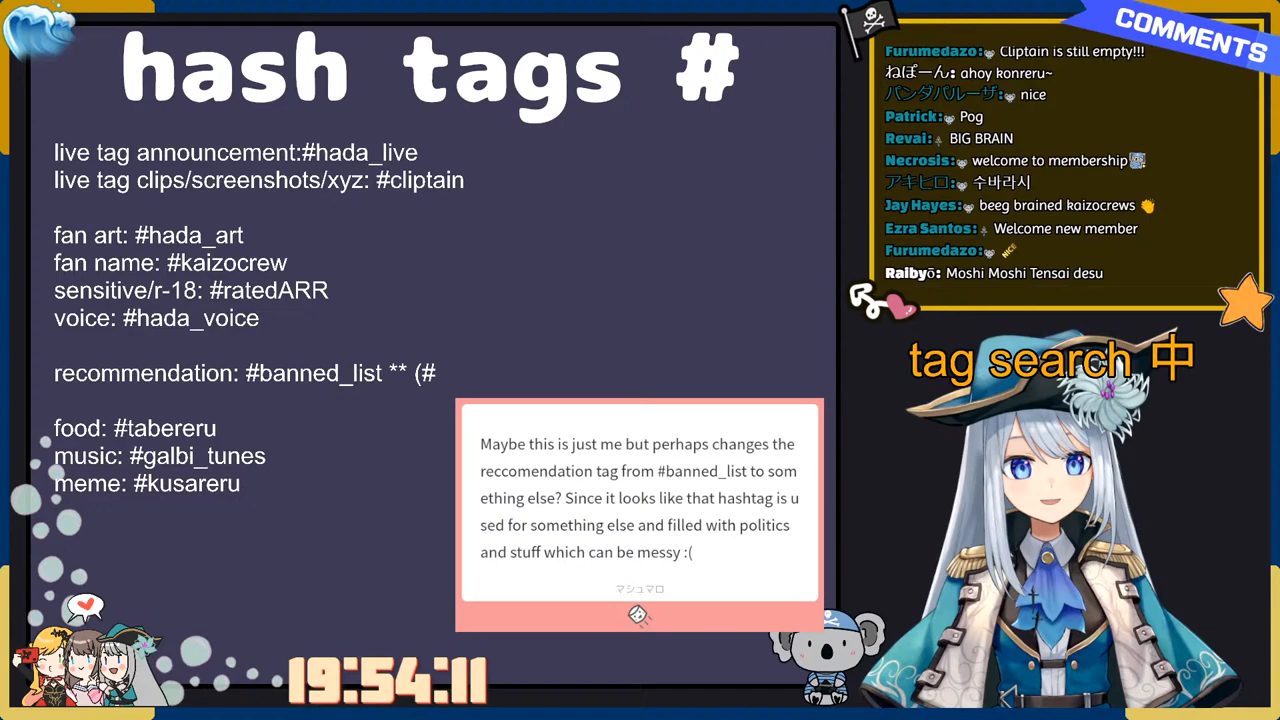 hash tags #
live tag announcement:#hada_live
live tag clips/screenshots/xyz: #cliptain
fan art: #hada_art
fan name: #kaizocrew
sensitive/r-18: #ratedARR
voice: #hada_voice
recommendation: #banned_list ** (#
food: #tabereru
music: #galbi_tunes
meme: #kusareru
Maybe this is just me but perhaps changes the
reccomendation tag from #banned_list to som
ething else? Since it looks like that hashtag is u
sed for something else and filled with politics
and stuff which can be messy :(
マシュマロ
19:54:11
COMMENTS
Furumedazo: Cliptain is still empty!!!
ねぽーん: ahoy konreru~
パンダパルーザ: nice
Patrick: Pog
Revai: BIG BRAIN
Necrosis: welcome to membership
アキヒロ: 수바라시
Jay Hayes: beeg brained kaizocrews
Ezra Santos: Welcome new member
Furumedazo: NICE
Raibyō: Moshi Moshi Tensai desu
tag search 中